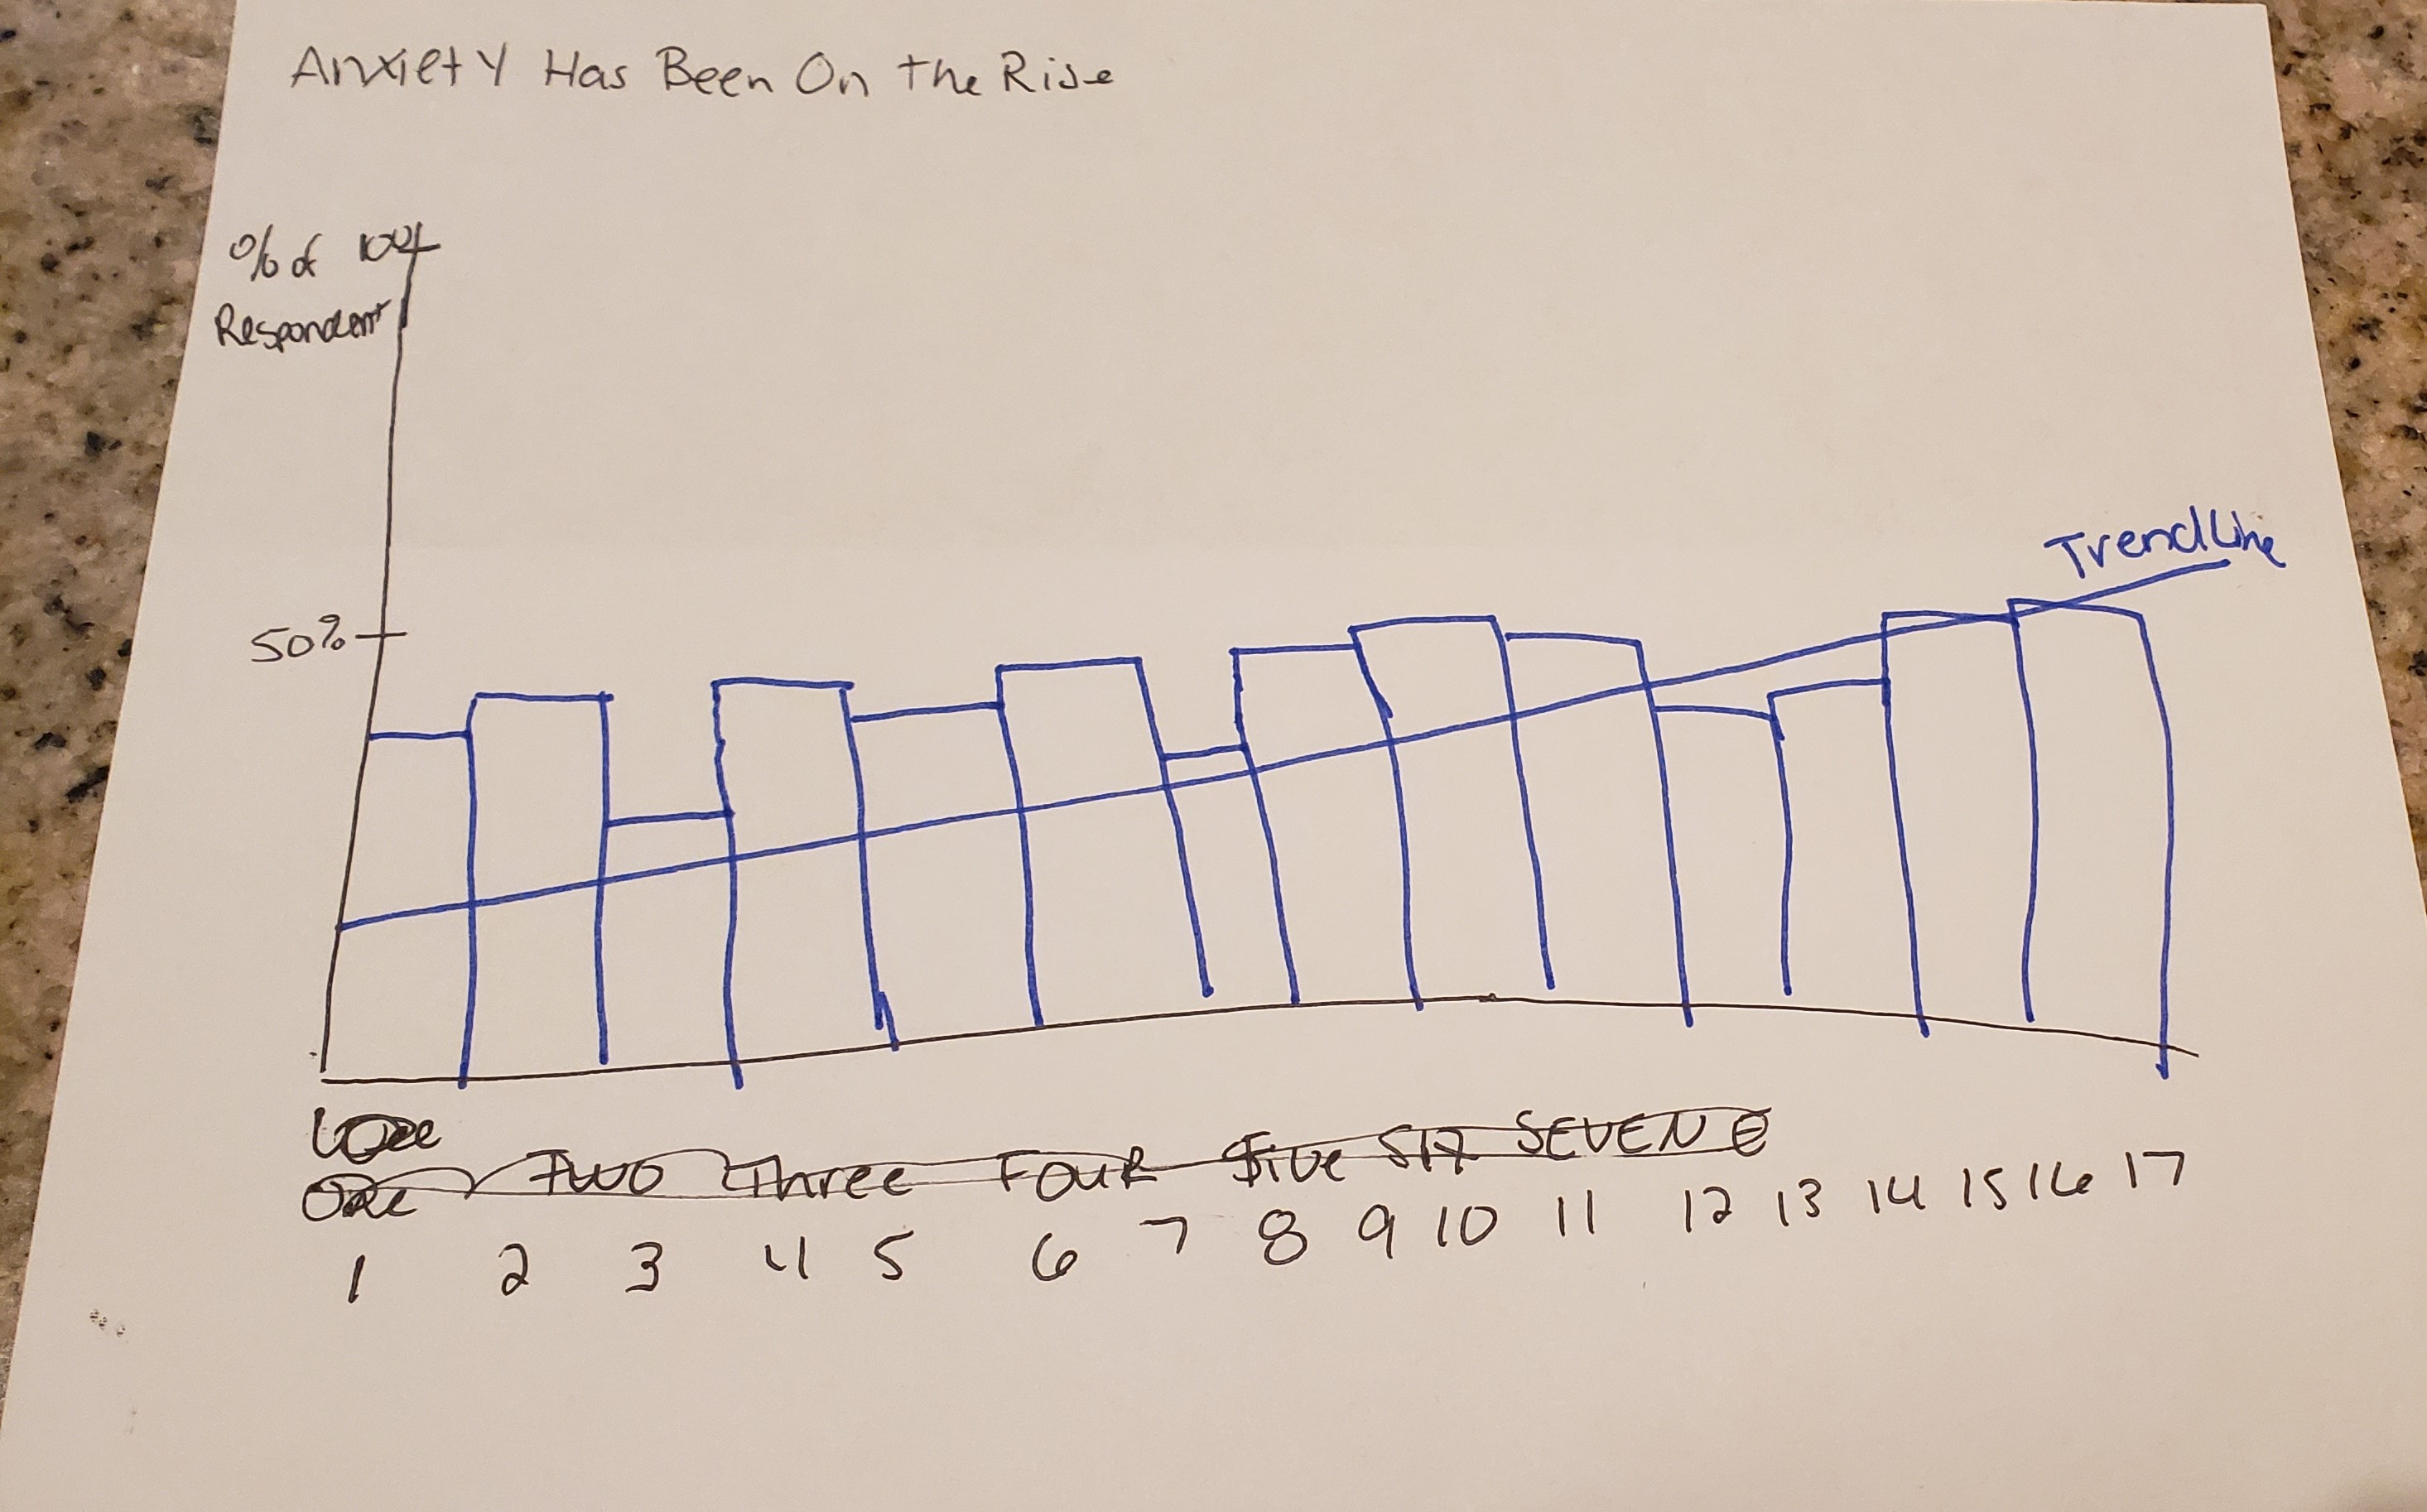 Anxiety Has Been On the Rise
% of 100%
Respondent
Trendline
50%
One Two Three Four Five Six SEVEN
1 2 3 4 5 6 7 8 9 10 11 12 13 14 15 16 17